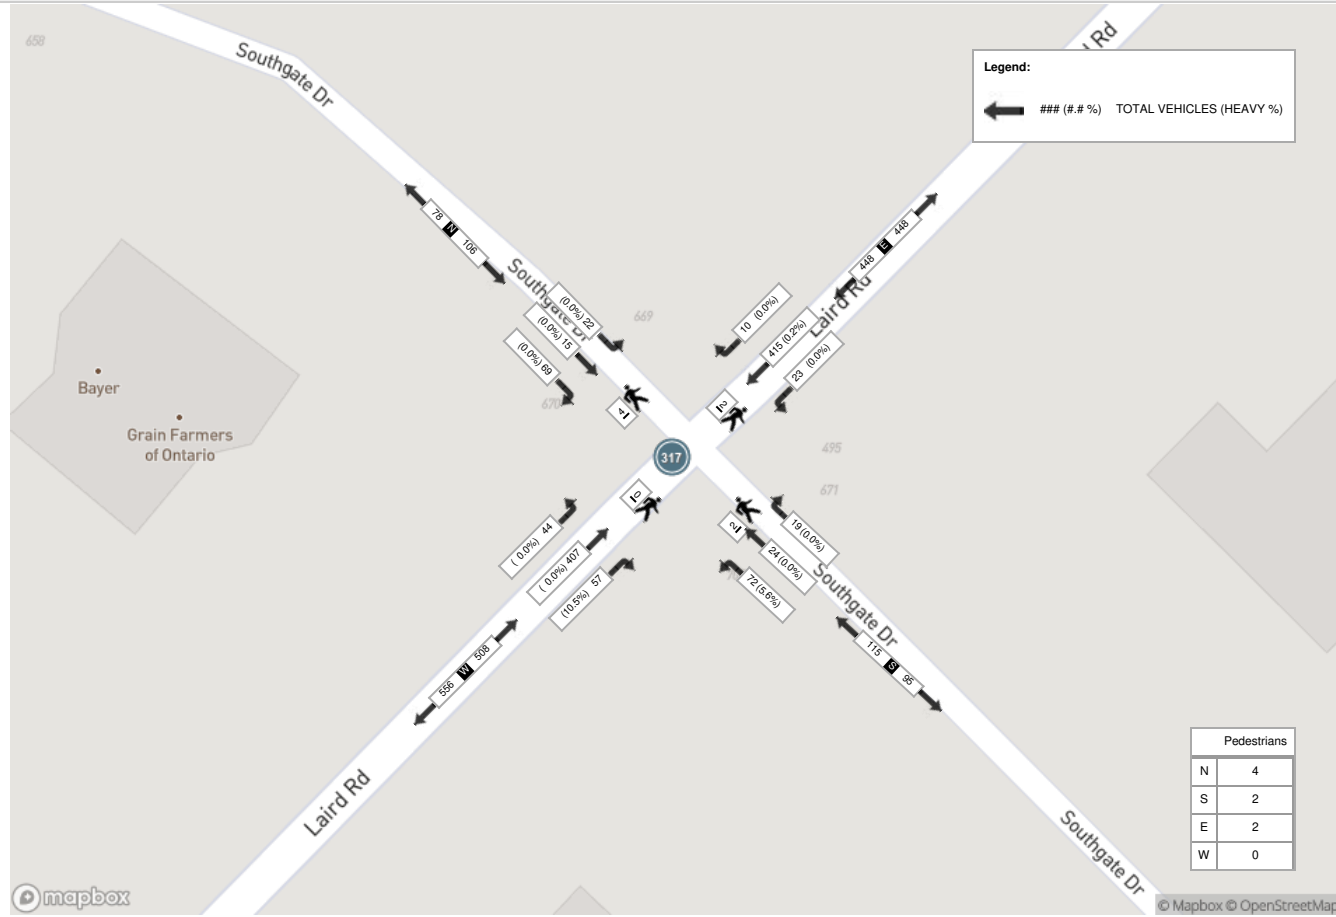 658
Southgate Dr
d Rd
Legend:
### (#.# %) TOTAL VEHICLES (HEAVY %)
78 N 106
448 E 448
Southgate Dr
Laird Rd
(0.0%) 22
(0.0%) 15
(0.0%) 69
669
10 (0.0%)
415 (0.2%)
23 (0.0%)
Bayer
670
4
2
Grain Farmers
of Ontario
317
495
671
0
2
( 0.0%) 44
( 0.0%) 407
(10.5%) 57
19 (0.0%)
24 (0.0%)
72 (5.6%)
Southgate Dr
556 W 508
115 S 95
Laird Rd
Southgate Dr
Pedestrians
N 4
S 2
E 2
W 0
mapbox
© Mapbox © OpenStreetMap